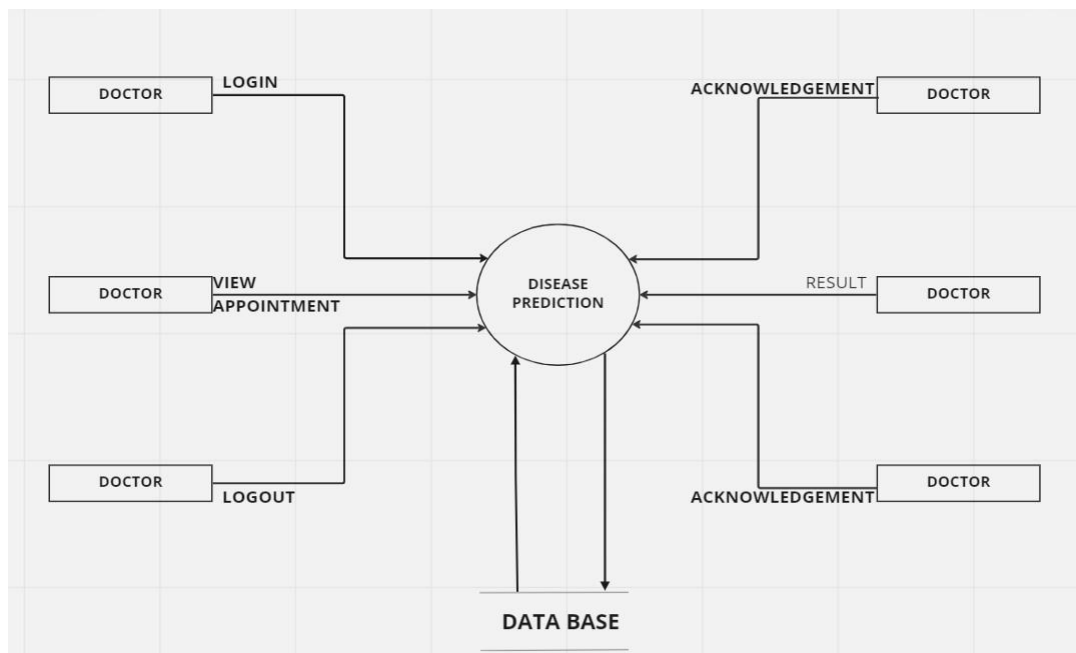 LOGIN
DOCTOR
ACKNOWLEDGEMENT
DOCTOR
VIEW
DOCTOR
APPOINTMENT
DISEASE
PREDICTION
RESULT
DOCTOR
DOCTOR
LOGOUT
DOCTOR
ACKNOWLEDGEMENT
DATA BASE